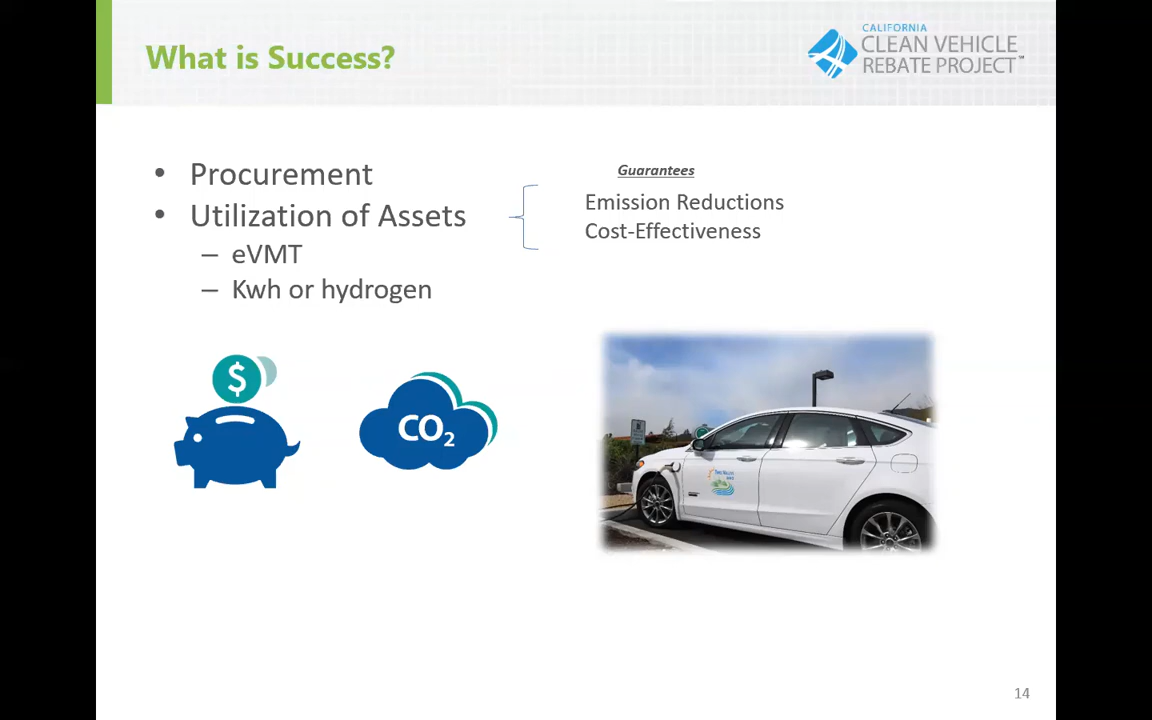 What is Success?
CALIFORNIA
CLEAN VEHICLE
REBATE PROJECT™
• Procurement
• Utilization of Assets
– eVMT
– Kwh or hydrogen
Guarantees
Emission Reductions
Cost-Effectiveness
$
CO₂
14